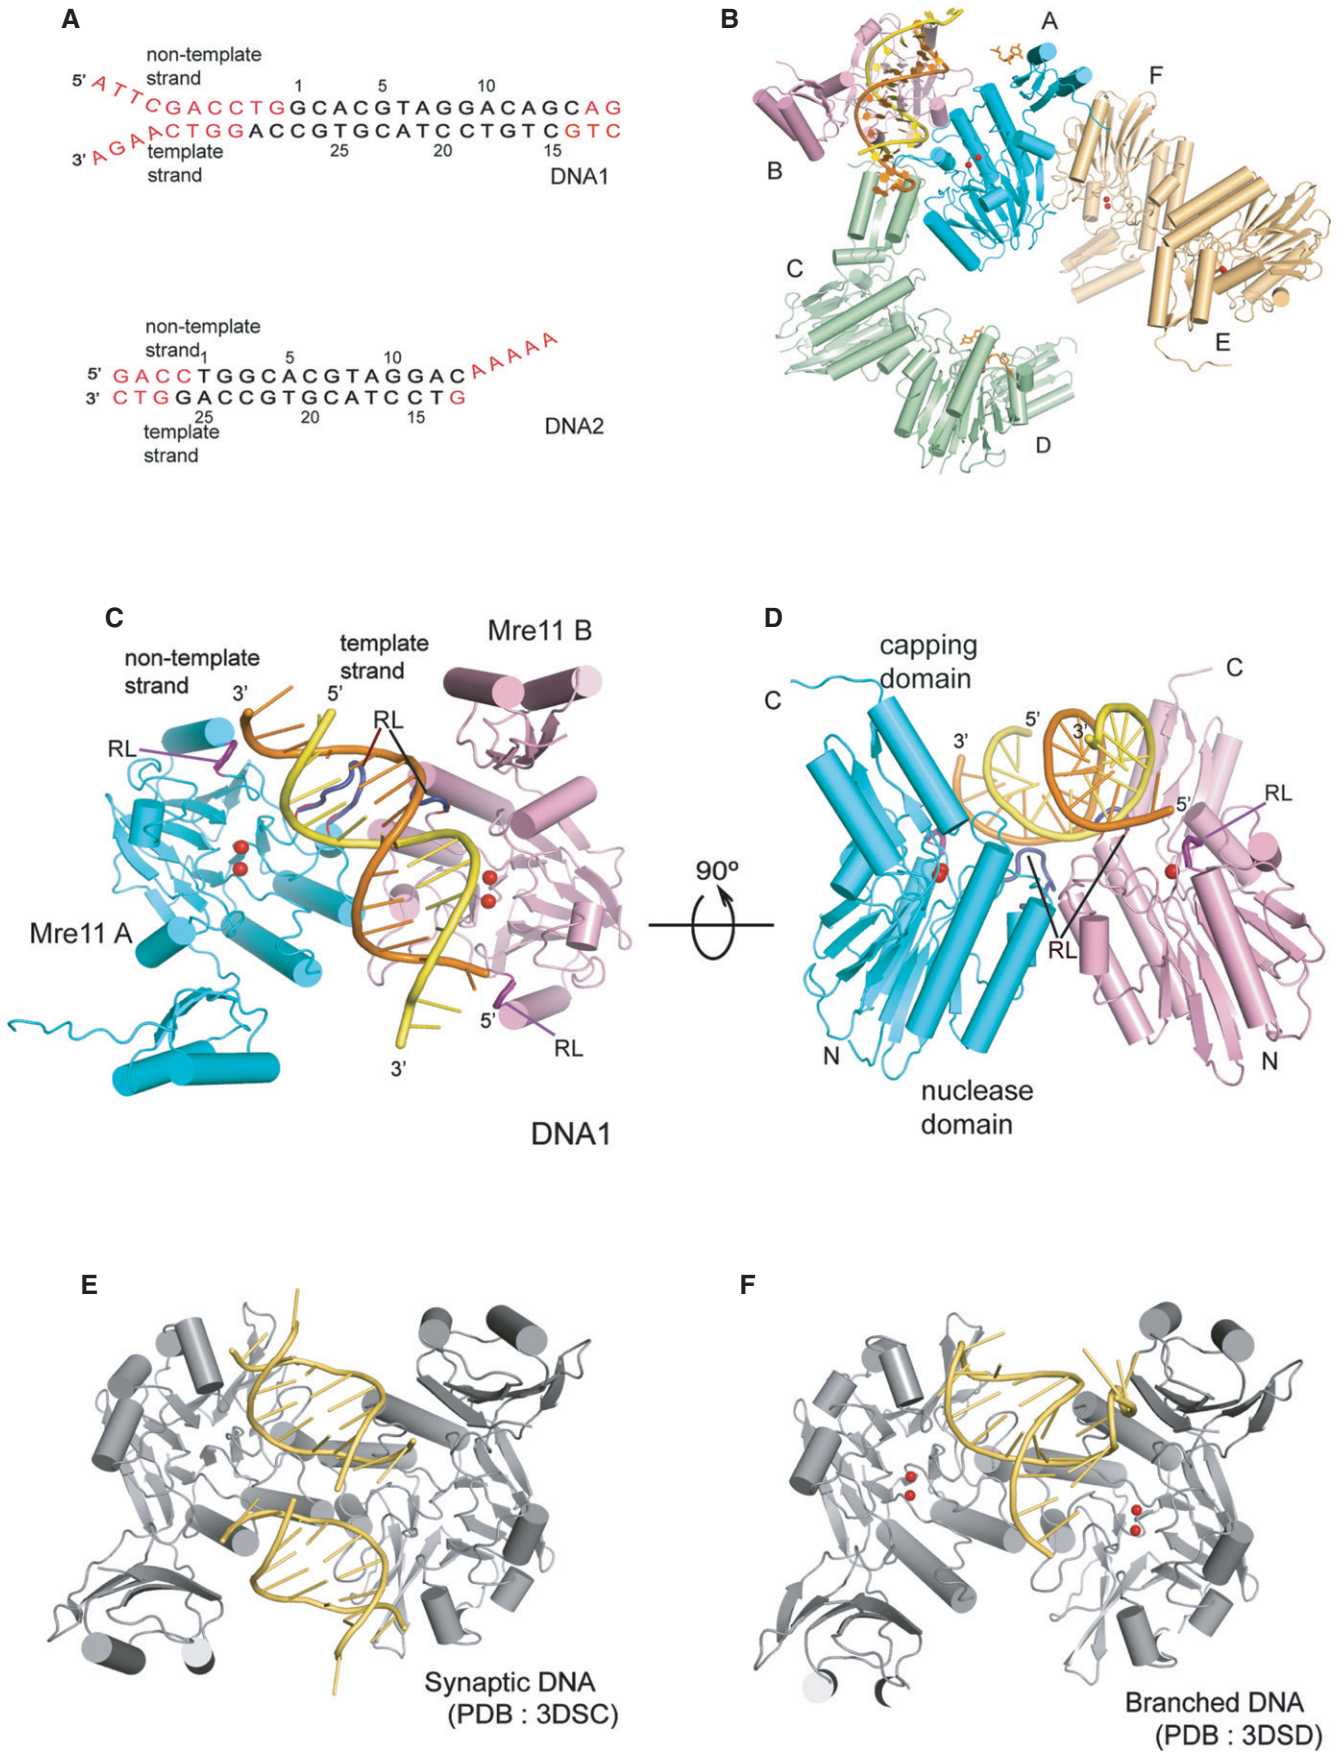 A
non-template
strand
5' ATTCGACCTGGCACGTAGGACAGCAG
1 5 10
3' AGAACTGGACCGTGCATCCTGTCGTC
template
strand
25 20 15
DNA1
non-template
strand
1 5 10
5' GACCTGGCACGTAGGACAAAAA
3' CTGGACCGTGCATCCTG
25 20 15
template
strand
DNA2
B
A
F
B
C
E
D
C
non-template
strand
template
strand
Mre11 B
3'
5'
RL
RL
Mre11 A
5'
RL
3'
DNA1
90º
D
capping
domain
C
C
5'
3'
3'
5'
RL
RL
N
N
nuclease
domain
E
Synaptic DNA
(PDB : 3DSC)
F
Branched DNA
(PDB : 3DSD)